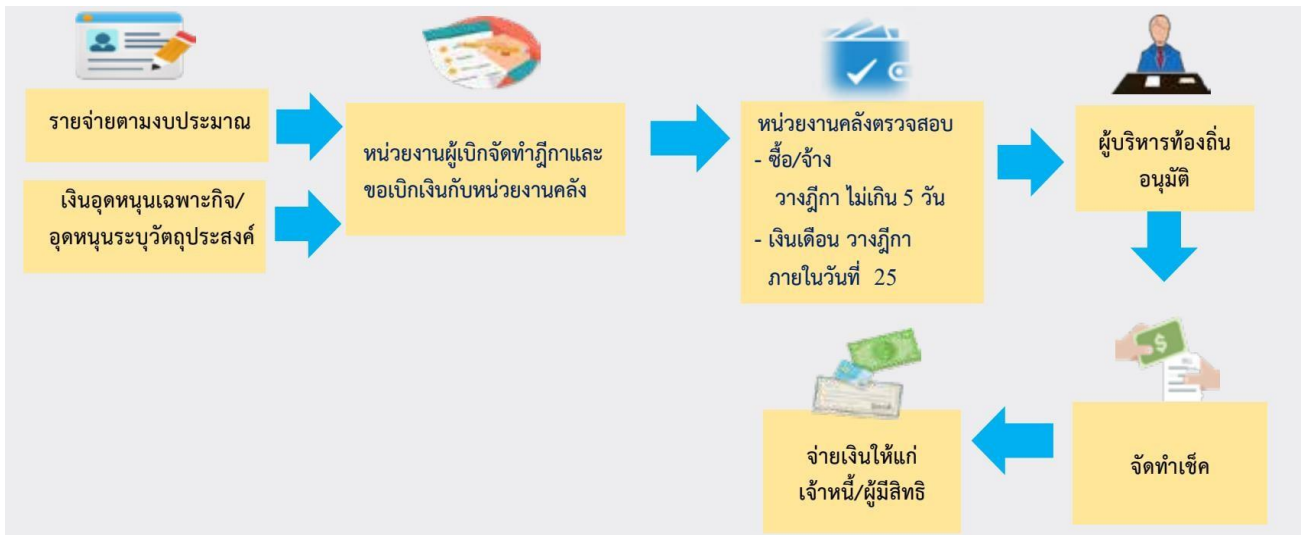 รายจ่ายตามงบประมาณ
เงินอุดหนุนเฉพาะกิจ/
อุดหนุนระบุวัตถุประสงค์
หน่วยงานผู้เบิกจัดทำฎีกาและ
ขอเบิกเงินกับหน่วยงานคลัง
หน่วยงานคลังตรวจสอบ
- ซื้อ/จ้าง
วางฎีกา ไม่เกิน 5 วัน
- เงินเดือน วางฎีกา
ภายในวันที่ 25
ผู้บริหารท้องถิ่น
อนุมัติ
จัดทำเช็ค
จ่ายเงินให้แก่
เจ้าหนี้/ผู้มีสิทธิ